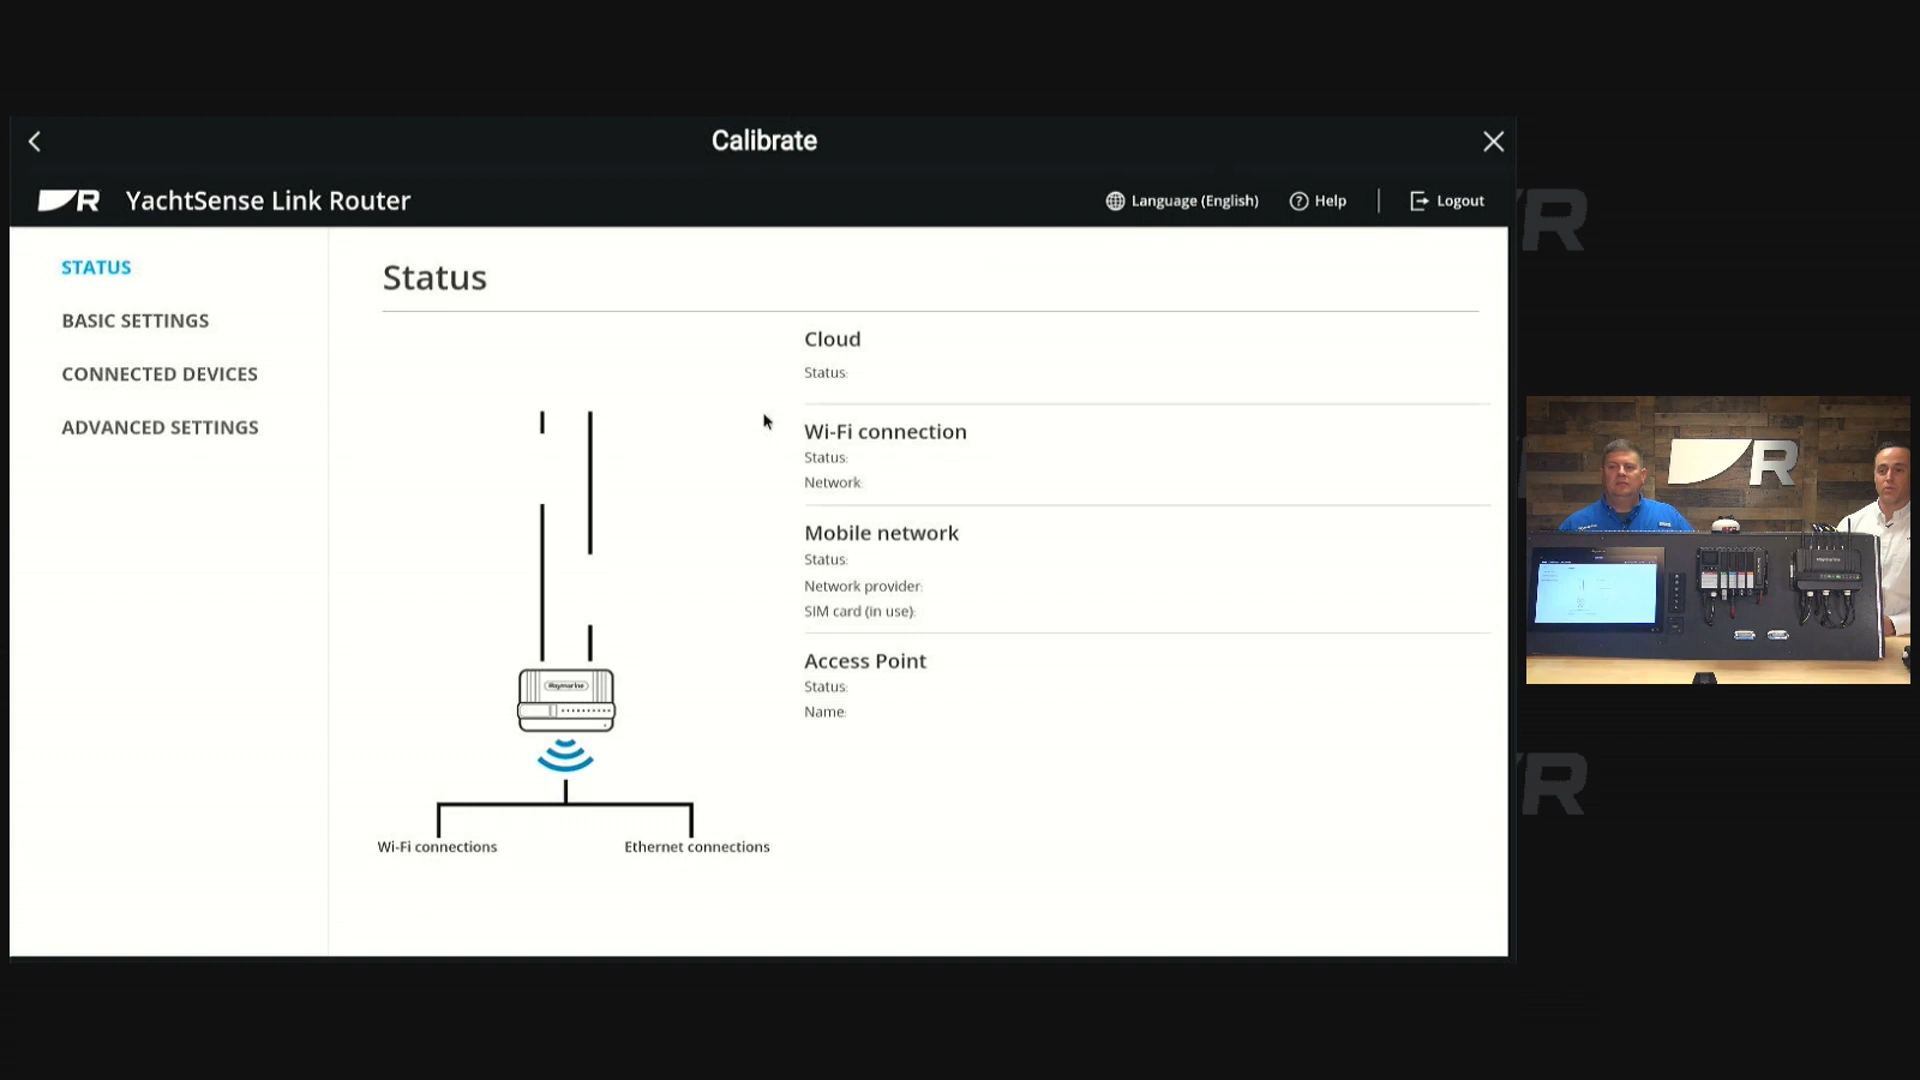 Calibrate
R YachtSense Link Router
Language (English)
Help
Logout
STATUS
BASIC SETTINGS
CONNECTED DEVICES
ADVANCED SETTINGS
Status
Cloud
Status:
Wi-Fi connection
Status:
Network:
Mobile network
Status:
Network provider:
SIM card (in use):
Access Point
Status:
Name:
Raymarine
Wi-Fi connections
Ethernet connections
R
R
R
Raymarine